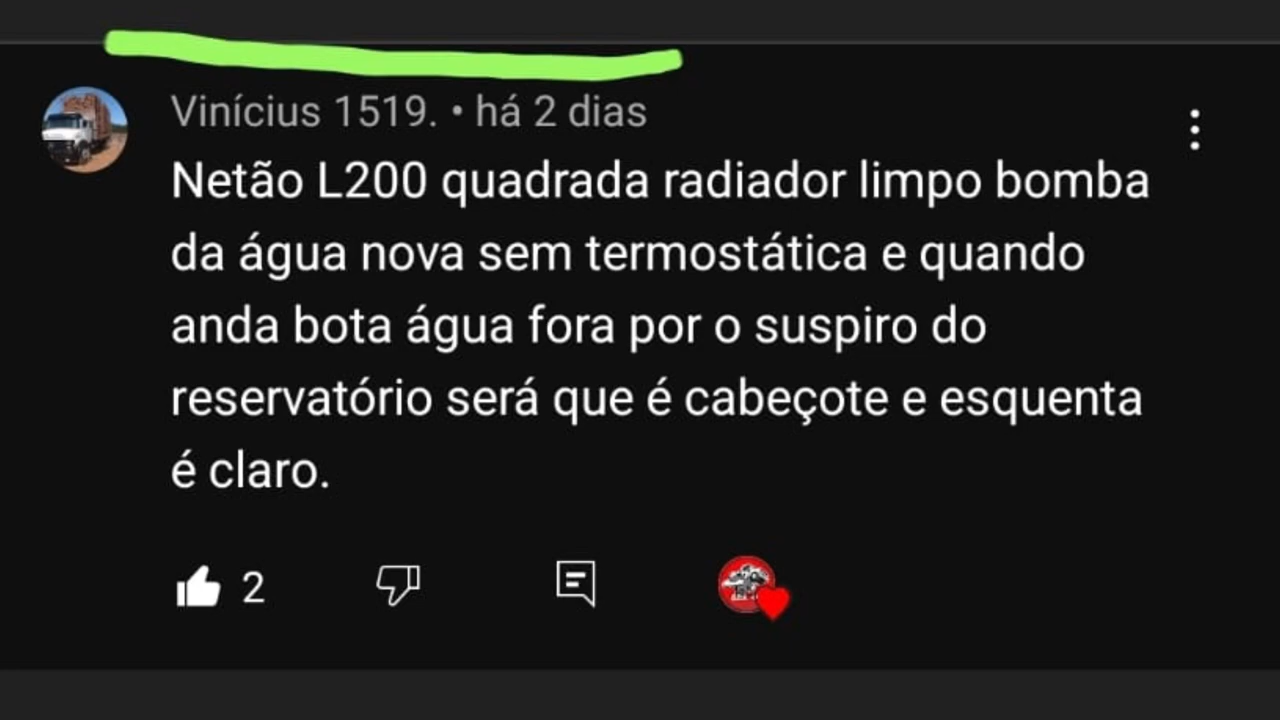 Vinícius 1519. • há 2 dias
Netão L200 quadrada radiador limpo bomba
da água nova sem termostática e quando
anda bota água fora por o suspiro do
reservatório será que é cabeçote e esquenta
é claro.
2